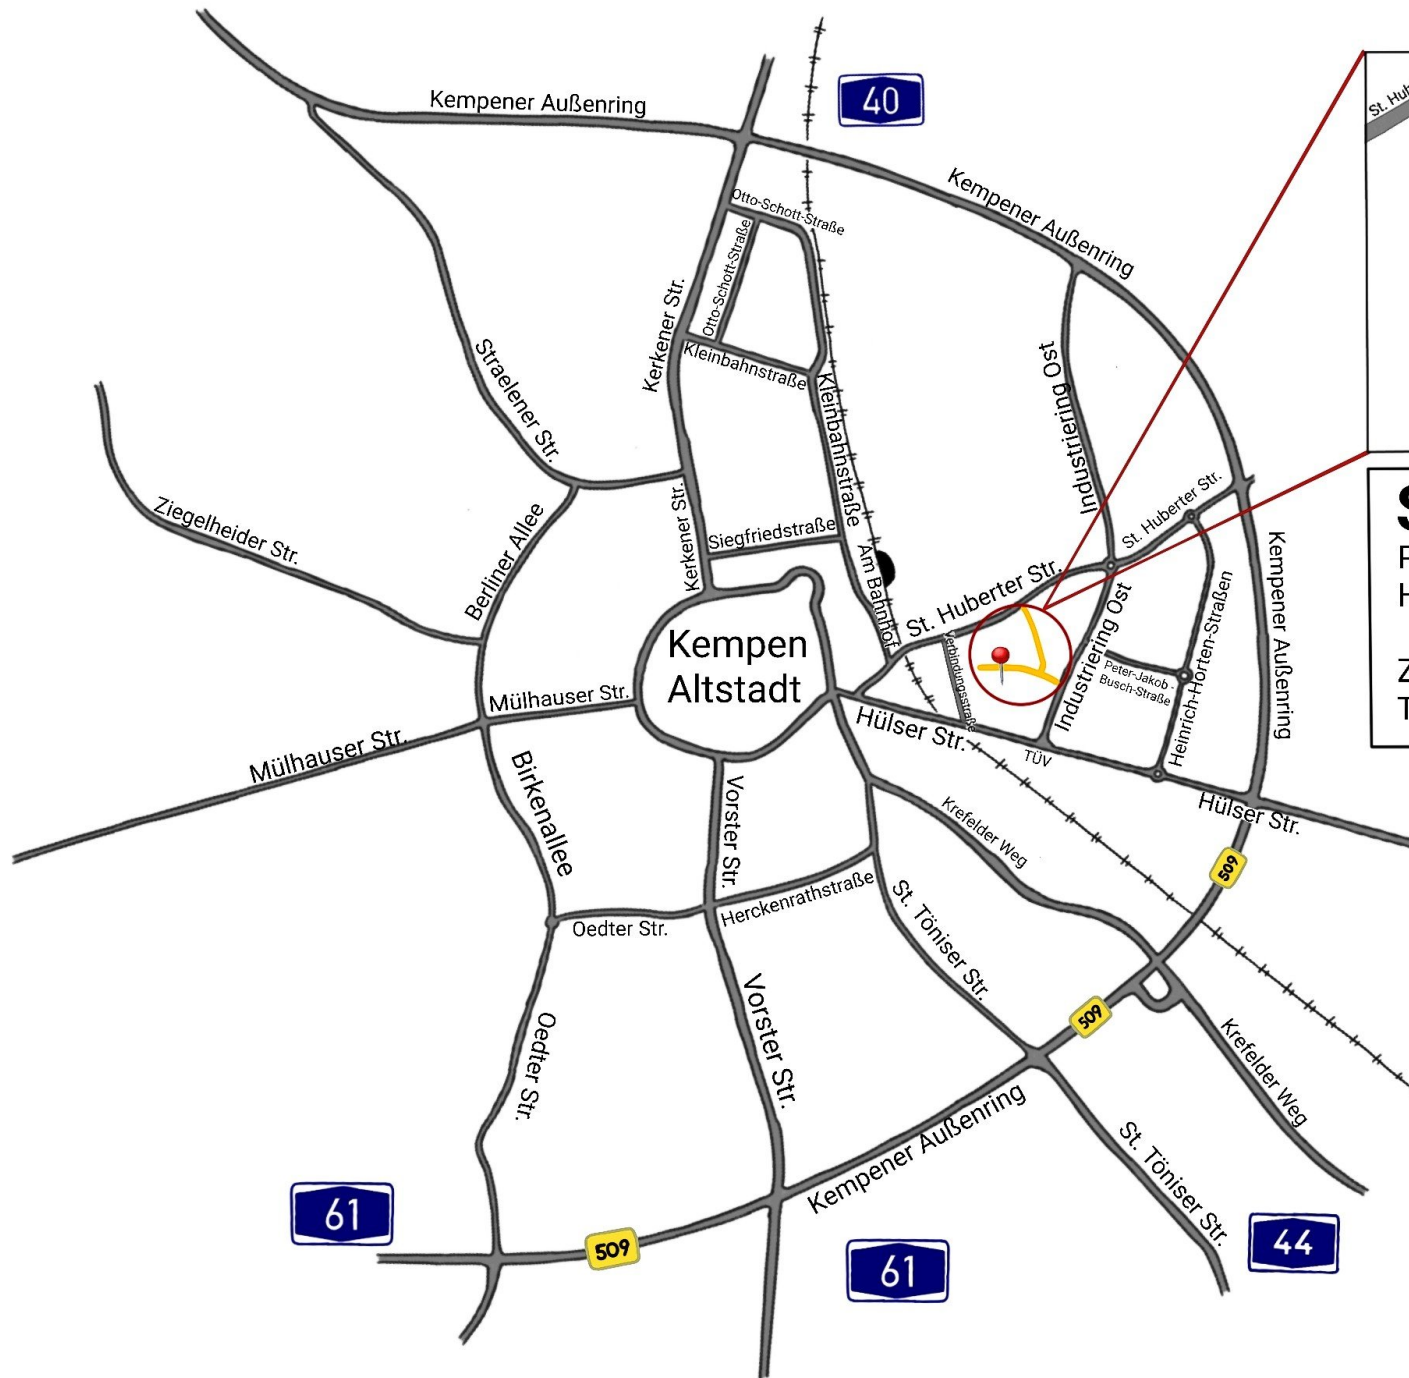 40
Kempener Außenring
St. Hub
Kempener Außenring
Otto-Schott-Straße
Otto-Schott-Straße
Kerkener Str.
Kleinbahnstraße
Straelener Str.
Kleinbahnstraße
Industriering Ost
Ziegelheider Str.
Kerkener Str.
Siegfriedstraße
St. Huberter Str.
Berliner Allee
Am Bahnhof
St. Huberter Str.
Kempener Außenring
Kempen
Altstadt
Verbindungsstraße
Industriering Ost
Heinrich-Horten-Straßen
Peter-Jakob -
Busch-Straße
Mülhauser Str.
Mülhauser Str.
Hülser Str.
TÜV
Birkenallee
Vorster Str.
Krefelder Weg
Hülser Str.
509
Herckenrathstraße
Oedter Str.
St. Töniser Str.
Vorster Str.
509
Oedter Str.
Krefelder Weg
Kempener Außenring
St. Töniser Str.
61
509
61
44
S
F
H
Z
T